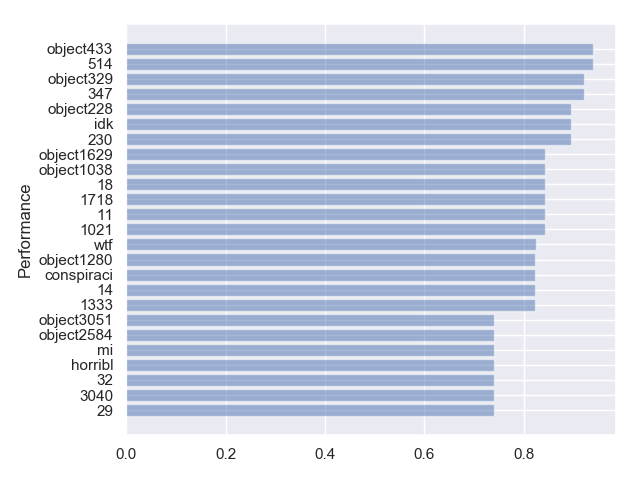 object433
514
object329
347
object228
idk
230
object1629
object1038
18
1718
11
1021
wtf
object1280
conspiraci
14
1333
object3051
object2584
mi
horribl
32
3040
29
Performance
0.0 0.2 0.4 0.6 0.8